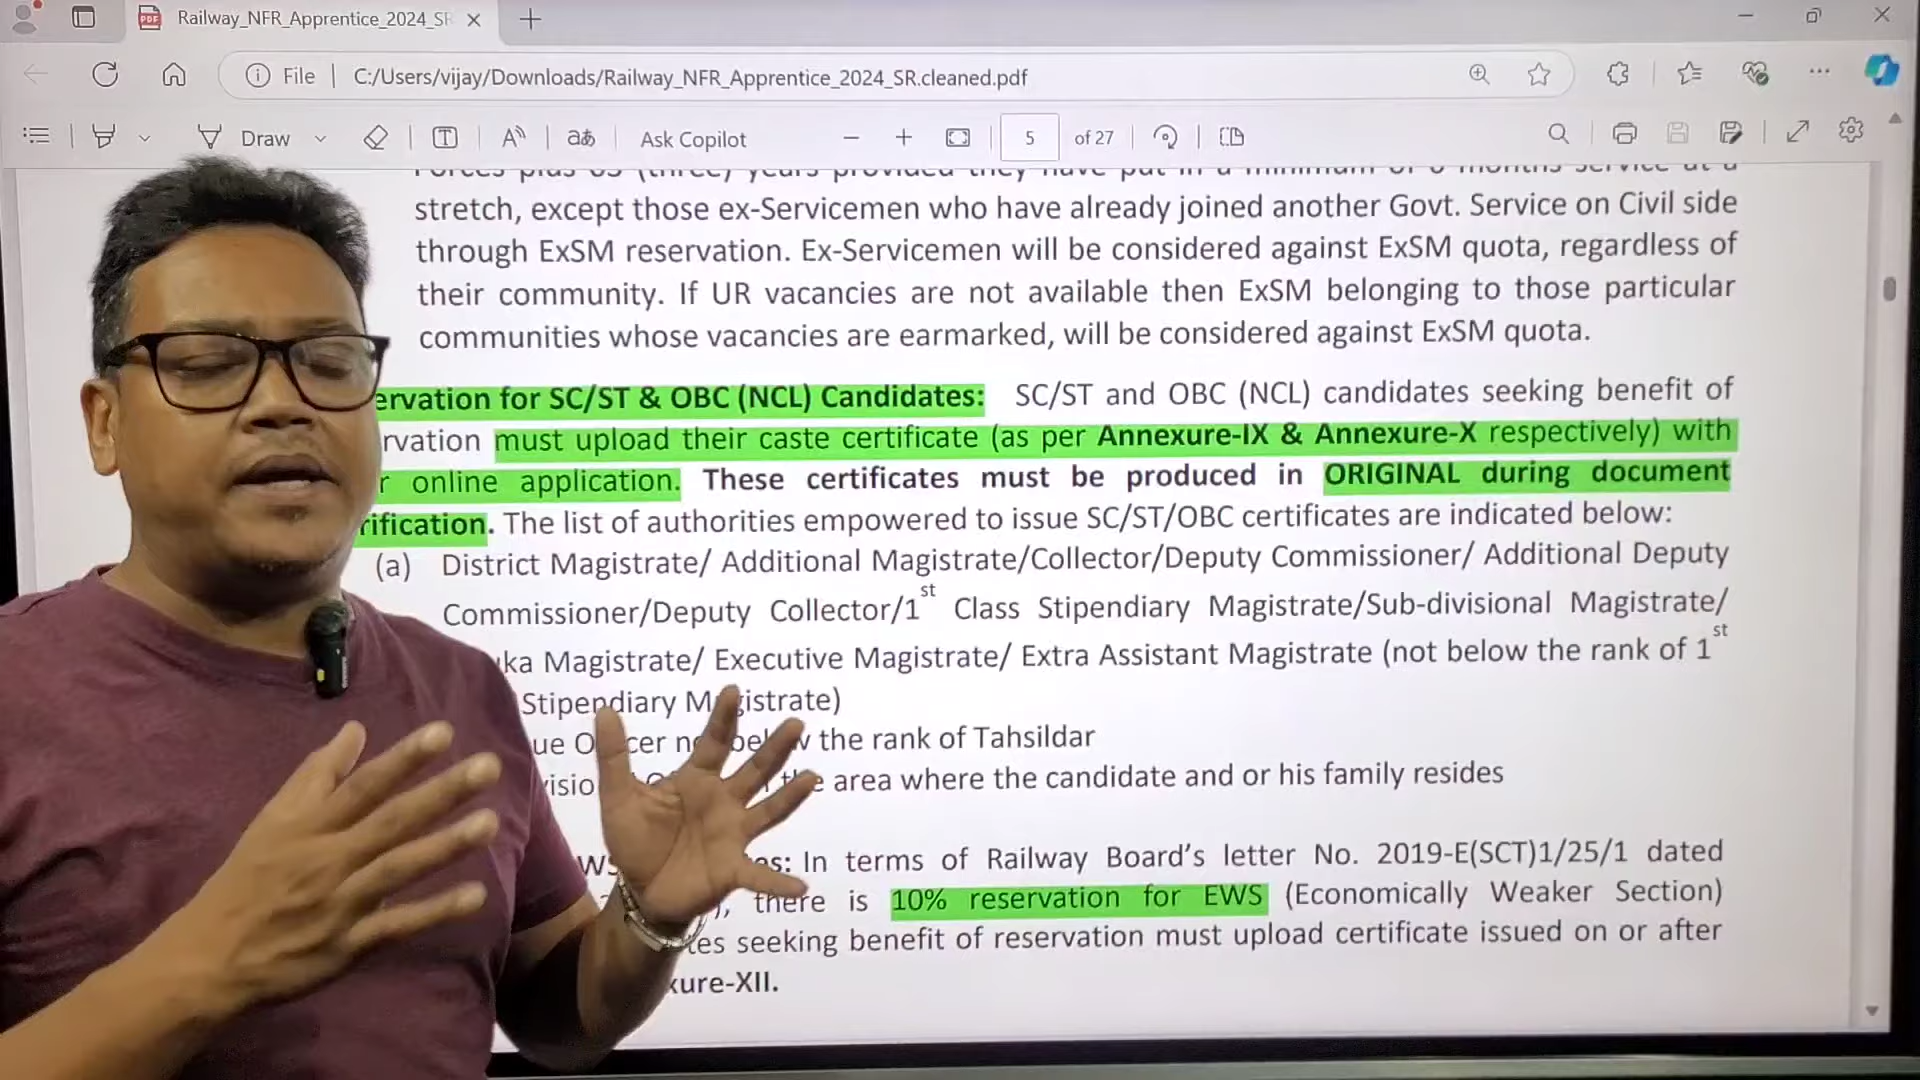 Railway_NFR_Apprentice_2024_SR
File C:/Users/vijay/Downloads/Railway_NFR_Apprentice_2024_SR.cleaned.pdf
Draw Ask Copilot 5 of 27
stretch, except those ex-Servicemen who have already joined another Govt. Service on Civil side
through ExSM reservation. Ex-Servicemen will be considered against ExSM quota, regardless of
their community. If UR vacancies are not available then ExSM belonging to those particular
communities whose vacancies are earmarked, will be considered against ExSM quota.
ervation for SC/ST & OBC (NCL) Candidates: SC/ST and OBC (NCL) candidates seeking benefit of
rvation must upload their caste certificate (as per Annexure-IX & Annexure-X respectively) with
r online application. These certificates must be produced in ORIGINAL during document
rification. The list of authorities empowered to issue SC/ST/OBC certificates are indicated below:
(a) District Magistrate/ Additional Magistrate/Collector/Deputy Commissioner/ Additional Deputy
Commissioner/Deputy Collector/1st Class Stipendiary Magistrate/Sub-divisional Magistrate/
ka Magistrate/ Executive Magistrate/ Extra Assistant Magistrate (not below the rank of 1st
Stipendiary Magistrate)
the rank of Tahsildar
area where the candidate and or his family resides
In terms of Railway Board's letter No. 2019-E(SCT)1/25/1 dated
there is 10% reservation for EWS (Economically Weaker Section)
seeking benefit of reservation must upload certificate issued on or after
xure-XII.